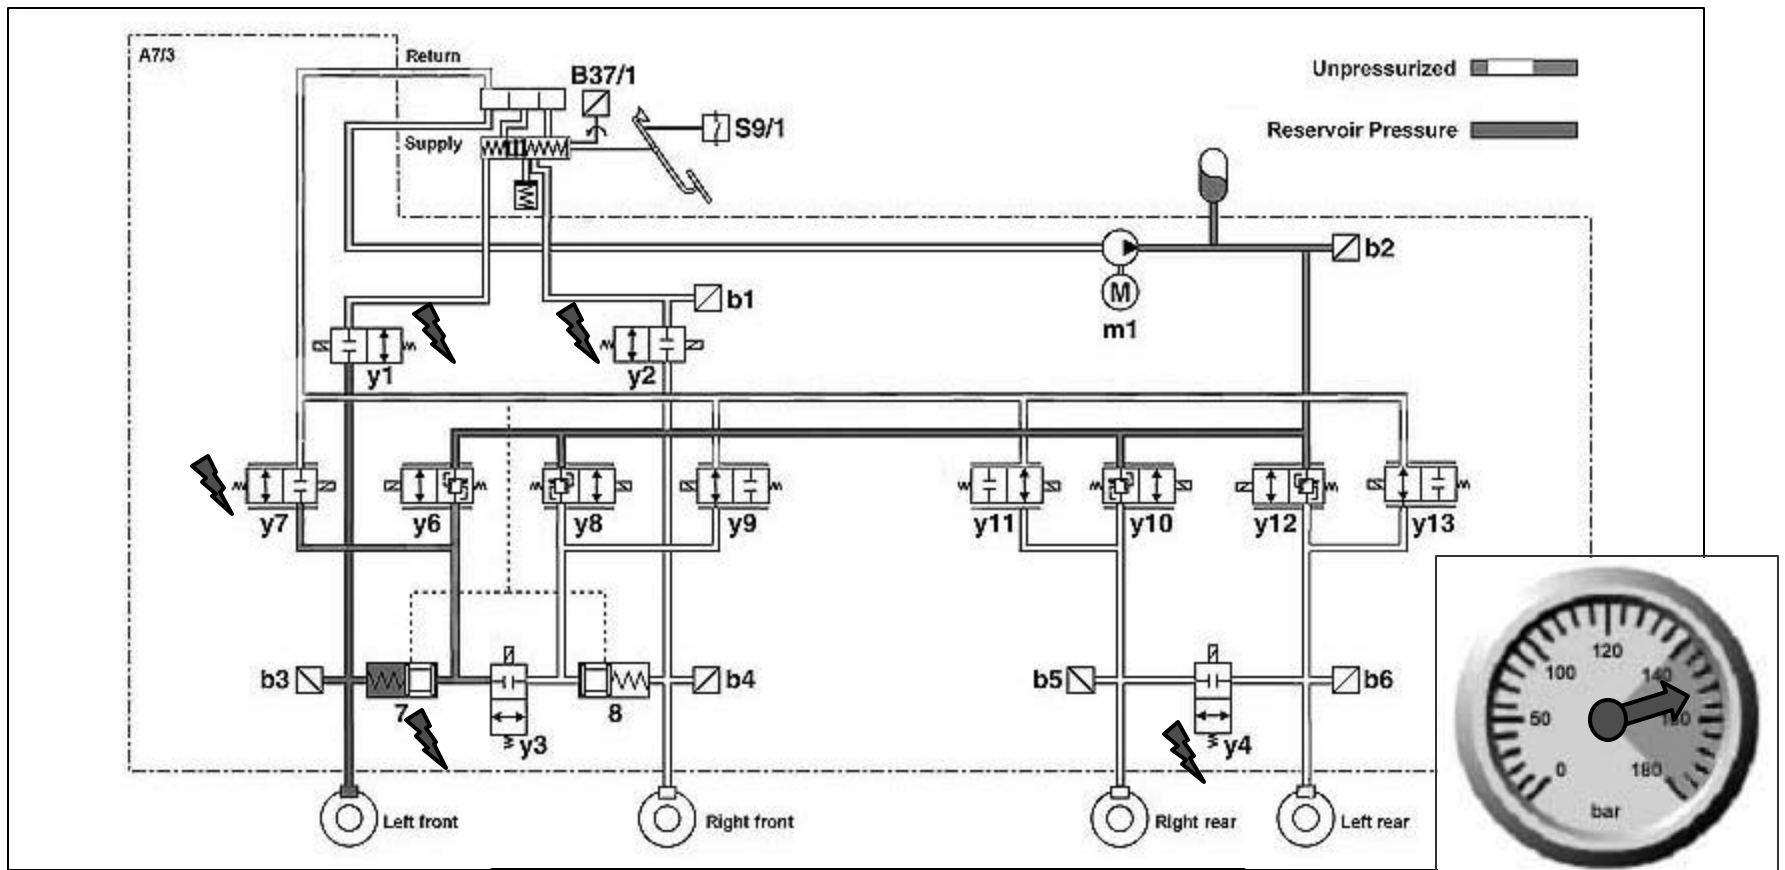 A7/3
Return
B37/1
Unpressurized
S9/1
Reservoir Pressure
Supply
b2
M
m1
b1
y1
y2
y7
y6
y8
y9
y11
y10
y12
y13
b3
7
8
b4
y3
b5
y4
b6
Left front
Right front
Right rear
Left rear
120
100
140
50
160
0
180
bar